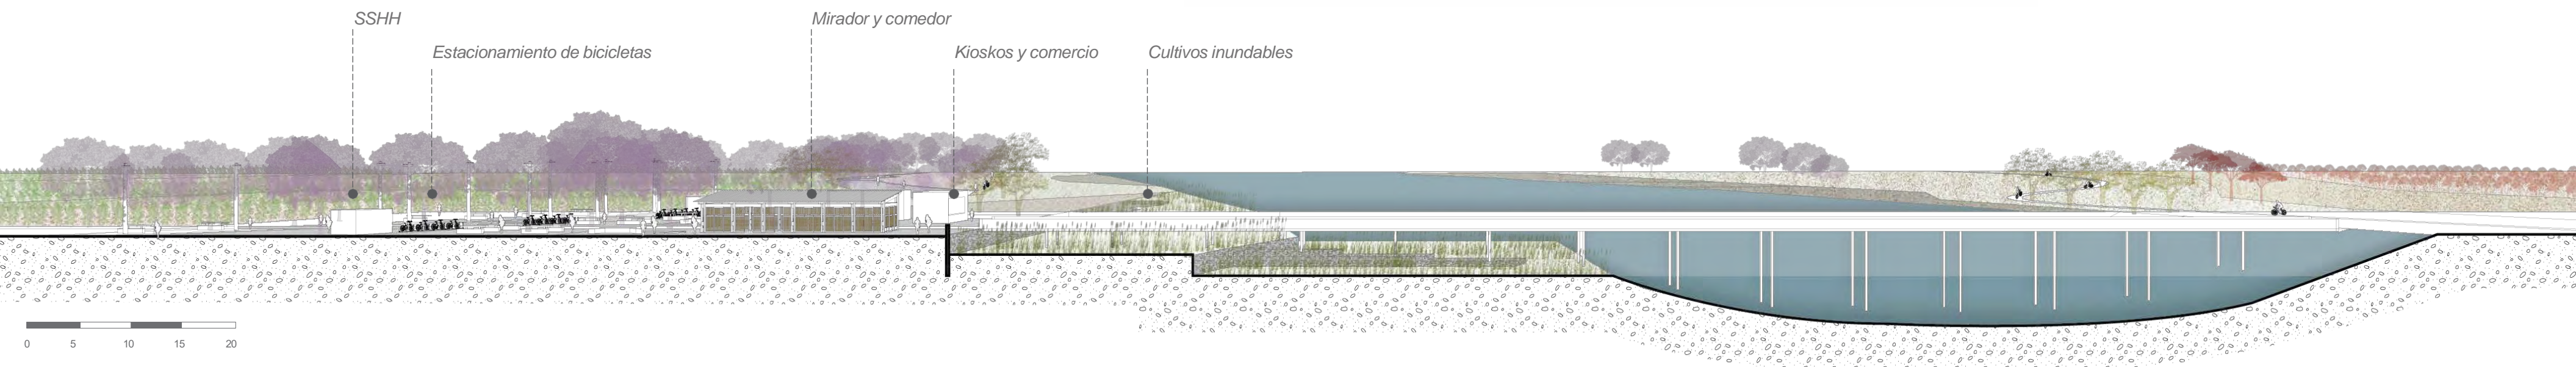 SSHH
Mirador y comedor
Estacionamiento de bicicletas
Kioskos y comercio
Cultivos inundables
0 5 10 15 20